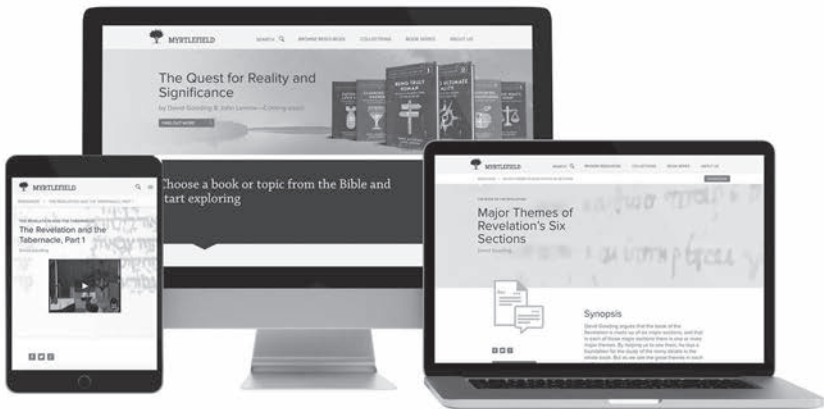 MYRTLEFIELD
SEARCH
BROWSE RESOURCES
COLLECTIONS
BOOK SERIES
ABOUT US
The Quest for Reality and
Significance
by David Gooding & John Lennox—Coming soon!
FIND OUT MORE
BEING TRULY
HUMAN
ULTIMATE
Choose a book or topic from the Bible and
start exploring
MYRTLEFIELD
THE REVELATION AND THE TABERNACLE
The Revelation and the
Tabernacle, Part 1
David Gooding
MYRTLEFIELD
SEARCH
BROWSE RESOURCES
COLLECTIONS
BOOK SERIES
ABOUT US
Major Themes of
Revelation's Six
Sections
David Gooding
Synopsis
David Gooding argues that the book of the
Revelation is made up of six major sections, and that
in each of those major sections there is one or more
major themes. By helping us to see them, he lays a
foundation for the study of the many details in the
whole book. But as we see the great themes in each